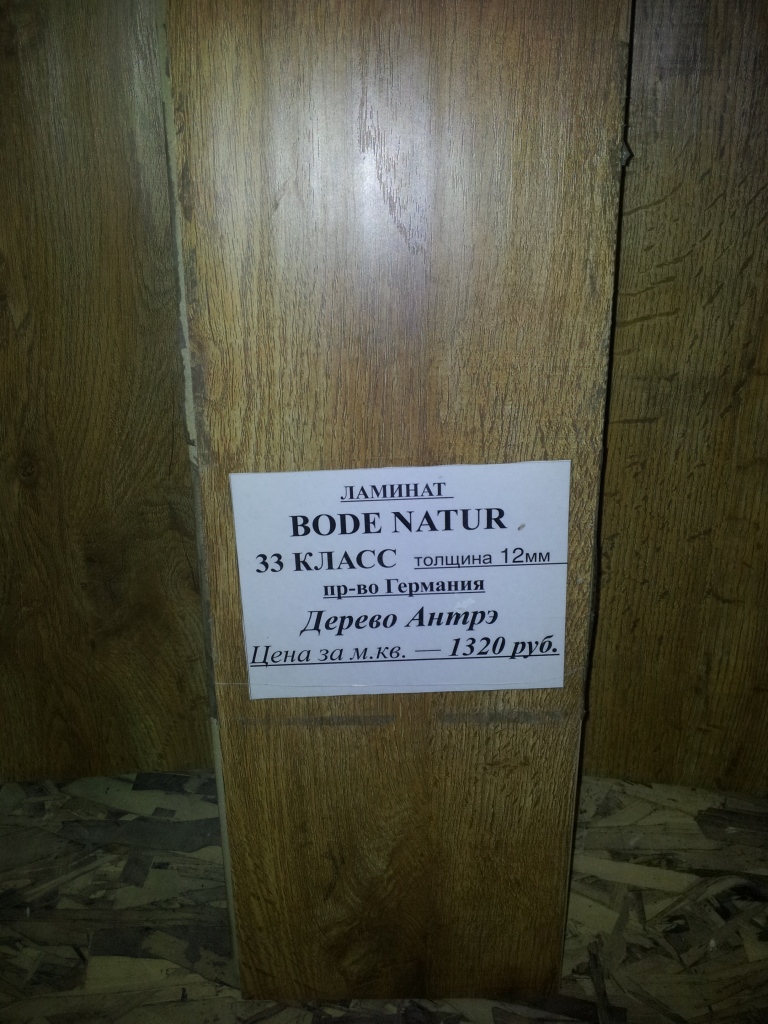 ЛАМИНАТ
BODE NATUR
33 КЛАСС толщина 12мм
пр-во Германия
Дерево Антрэ
Цена за м.кв. — 1320 руб.